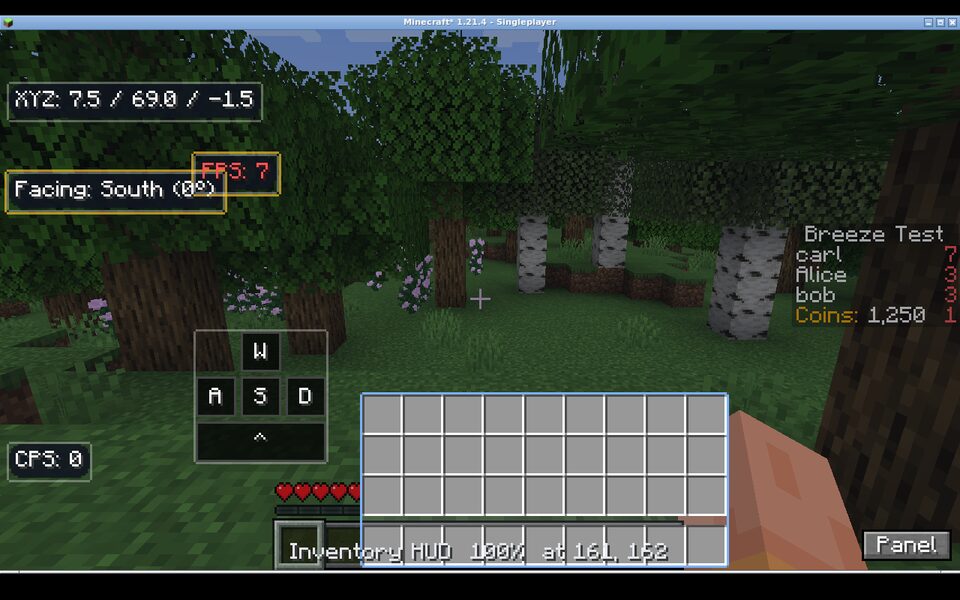 Minecraft* 1.21.4 - Singleplayer
XYZ: 7.5 / 69.0 / -1.5
FPS: 7
Facing: South (0°)
Breeze Test
carl 7
Alice 3
bob 3
Coins: 1,250 1
W
A S D
^
CPS: 0
Inventory HUD 100% at 161, 162
Panel